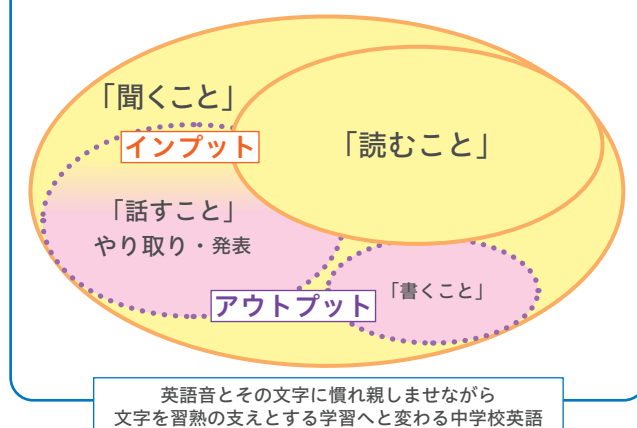 「聞くこと」
インプット
「読むこと」
「話すこと」
やり取り・発表
アウトプット
「書くこと」
英語音とその文字に慣れ親しませながら
文字を習熟の支えとする学習へと変わる中学校英語